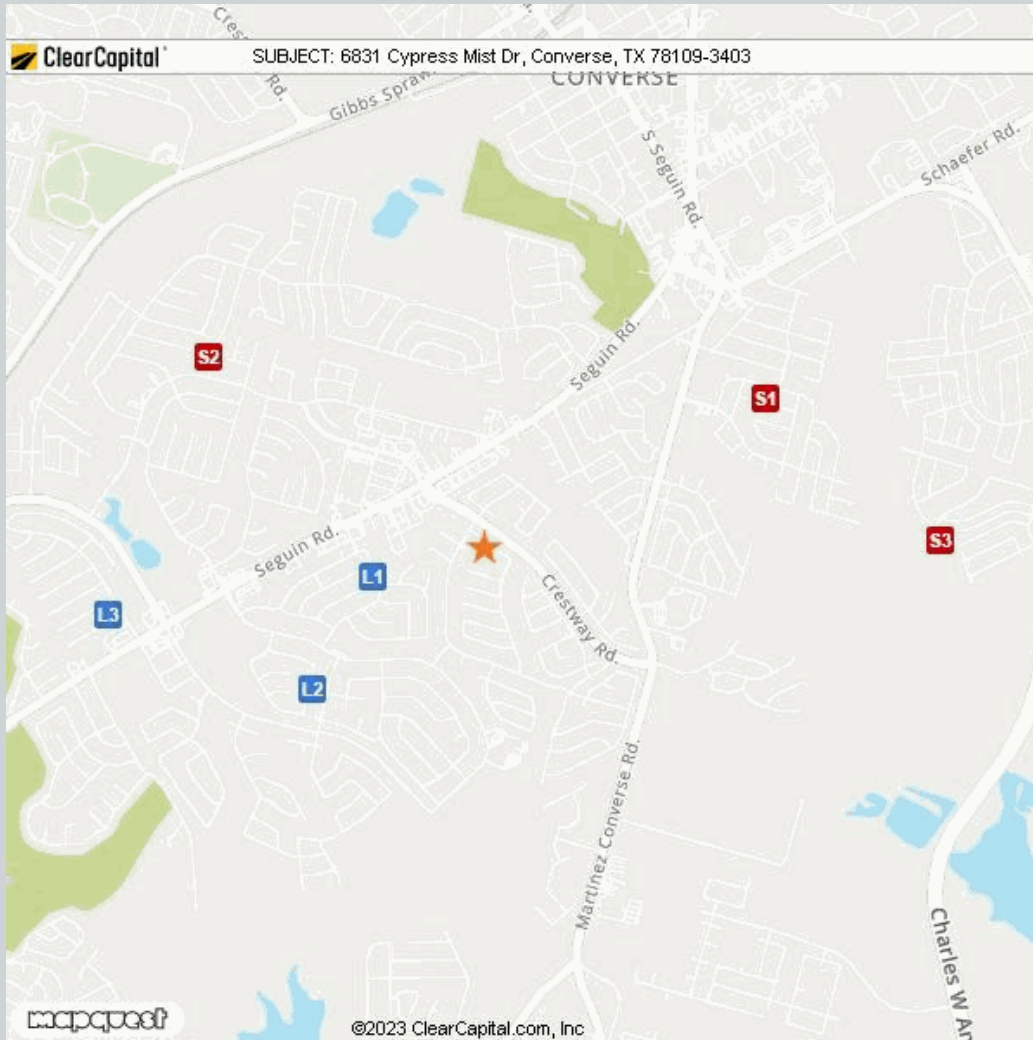 ClearCapital
SUBJECT: 6831 Cypress Mist Dr, Converse, TX 78109-3403
Rd.
Gibbs Spraw
CONVERSE
S Seguin Rd.
Schaefer Rd.
Seguin Rd.
S2
S1
S3
Seguin Rd.
L1
L3
Crestway Rd.
L2
Martinez Converse Rd.
Charles W An
mapquest
©2023 ClearCapital.com, Inc